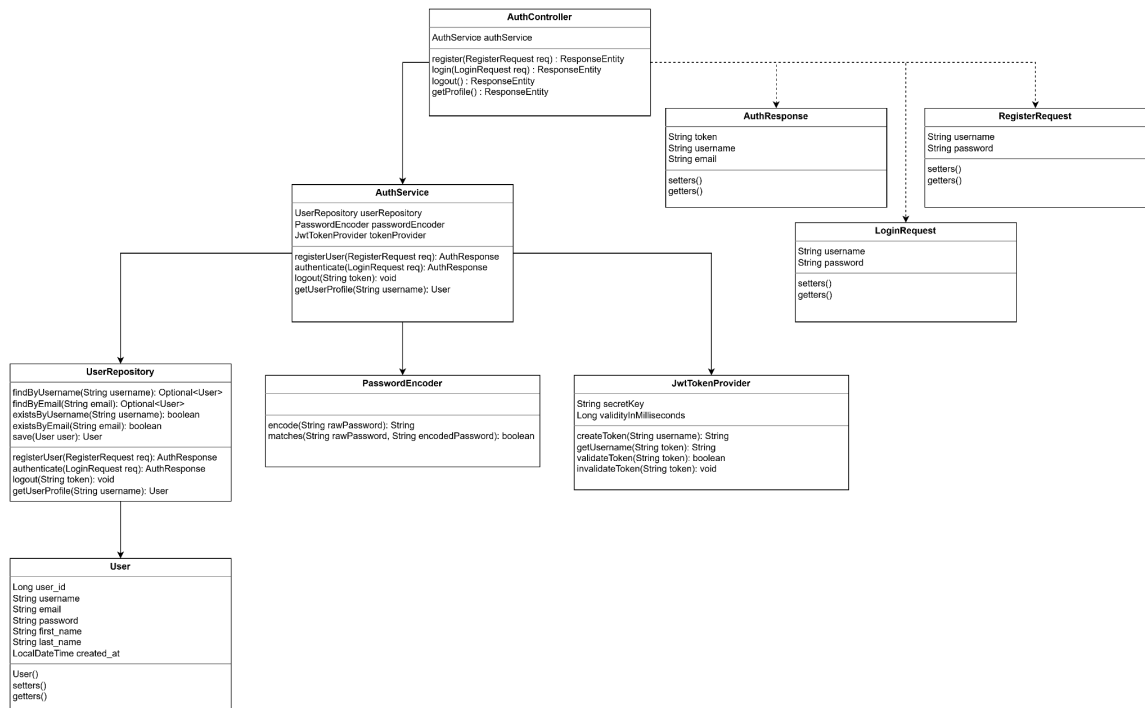 AuthController
AuthService authService
register(RegisterRequest req) : ResponseEntity
login(LoginRequest req) : ResponseEntity
logout() : ResponseEntity
getProfile() : ResponseEntity
AuthResponse
String token
String username
String email
setters()
getters()
RegisterRequest
String username
String password
setters()
getters()
AuthService
UserRepository userRepository
PasswordEncoder passwordEncoder
JwtTokenProvider tokenProvider
registerUser(RegisterRequest req): AuthResponse
authenticate(LoginRequest req): AuthResponse
logout(String token): void
getUserProfile(String username): User
LoginRequest
String username
String password
setters()
getters()
UserRepository
findByUsername(String username): Optional<User>
findByEmail(String email): Optional<User>
existsByUsername(String username): boolean
existsByEmail(String email): boolean
save(User user): User
registerUser(RegisterRequest req): AuthResponse
authenticate(LoginRequest req): AuthResponse
logout(String token): void
getUserProfile(String username): User
PasswordEncoder
encode(String rawPassword): String
matches(String rawPassword, String encodedPassword): boolean
JwtTokenProvider
String secretKey
Long validityInMilliseconds
createToken(String username): String
getUsername(String token): String
validateToken(String token): boolean
invalidateToken(String token): void
User
Long user_id
String username
String email
String password
String first_name
String last_name
LocalDateTime created_at
User()
setters()
getters()